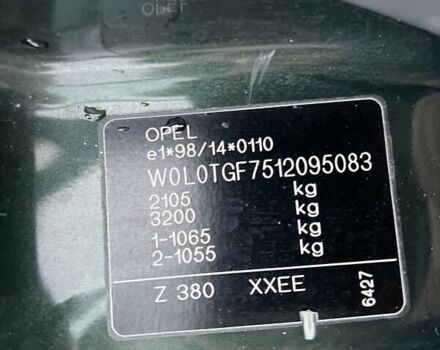 OPEL
e1*98/14*0110
W0L0TGF7512095083
2105 kg
3200 kg
1-1065 kg
2-1055 kg
Z 380 XXEE
6427